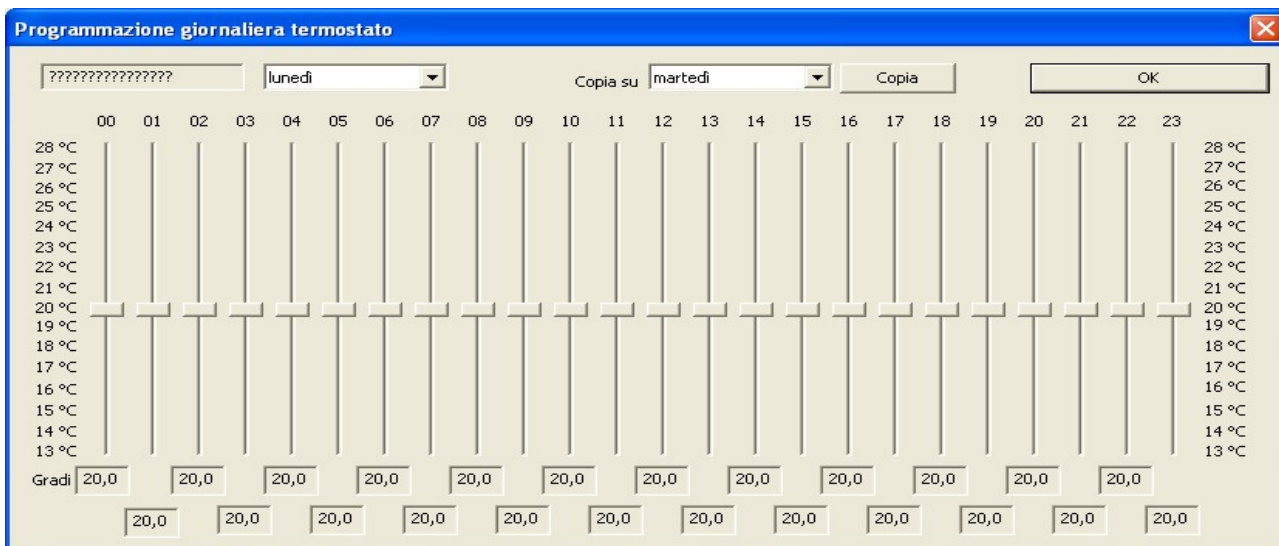 Programmazione giornaliera termostato
???????????????? lunedì Copia su martedì Copia OK
00 01 02 03 04 05 06 07 08 09 10 11 12 13 14 15 16 17 18 19 20 21 22 23
28 °C 28 °C
27 °C 27 °C
26 °C 26 °C
25 °C 25 °C
24 °C 24 °C
23 °C 23 °C
22 °C 22 °C
21 °C 21 °C
20 °C 20 °C
19 °C 19 °C
18 °C 18 °C
17 °C 17 °C
16 °C 16 °C
15 °C 15 °C
14 °C 14 °C
13 °C 13 °C
Gradi 20,0 20,0 20,0 20,0 20,0 20,0 20,0 20,0 20,0 20,0 20,0 20,0
20,0 20,0 20,0 20,0 20,0 20,0 20,0 20,0 20,0 20,0 20,0 20,0